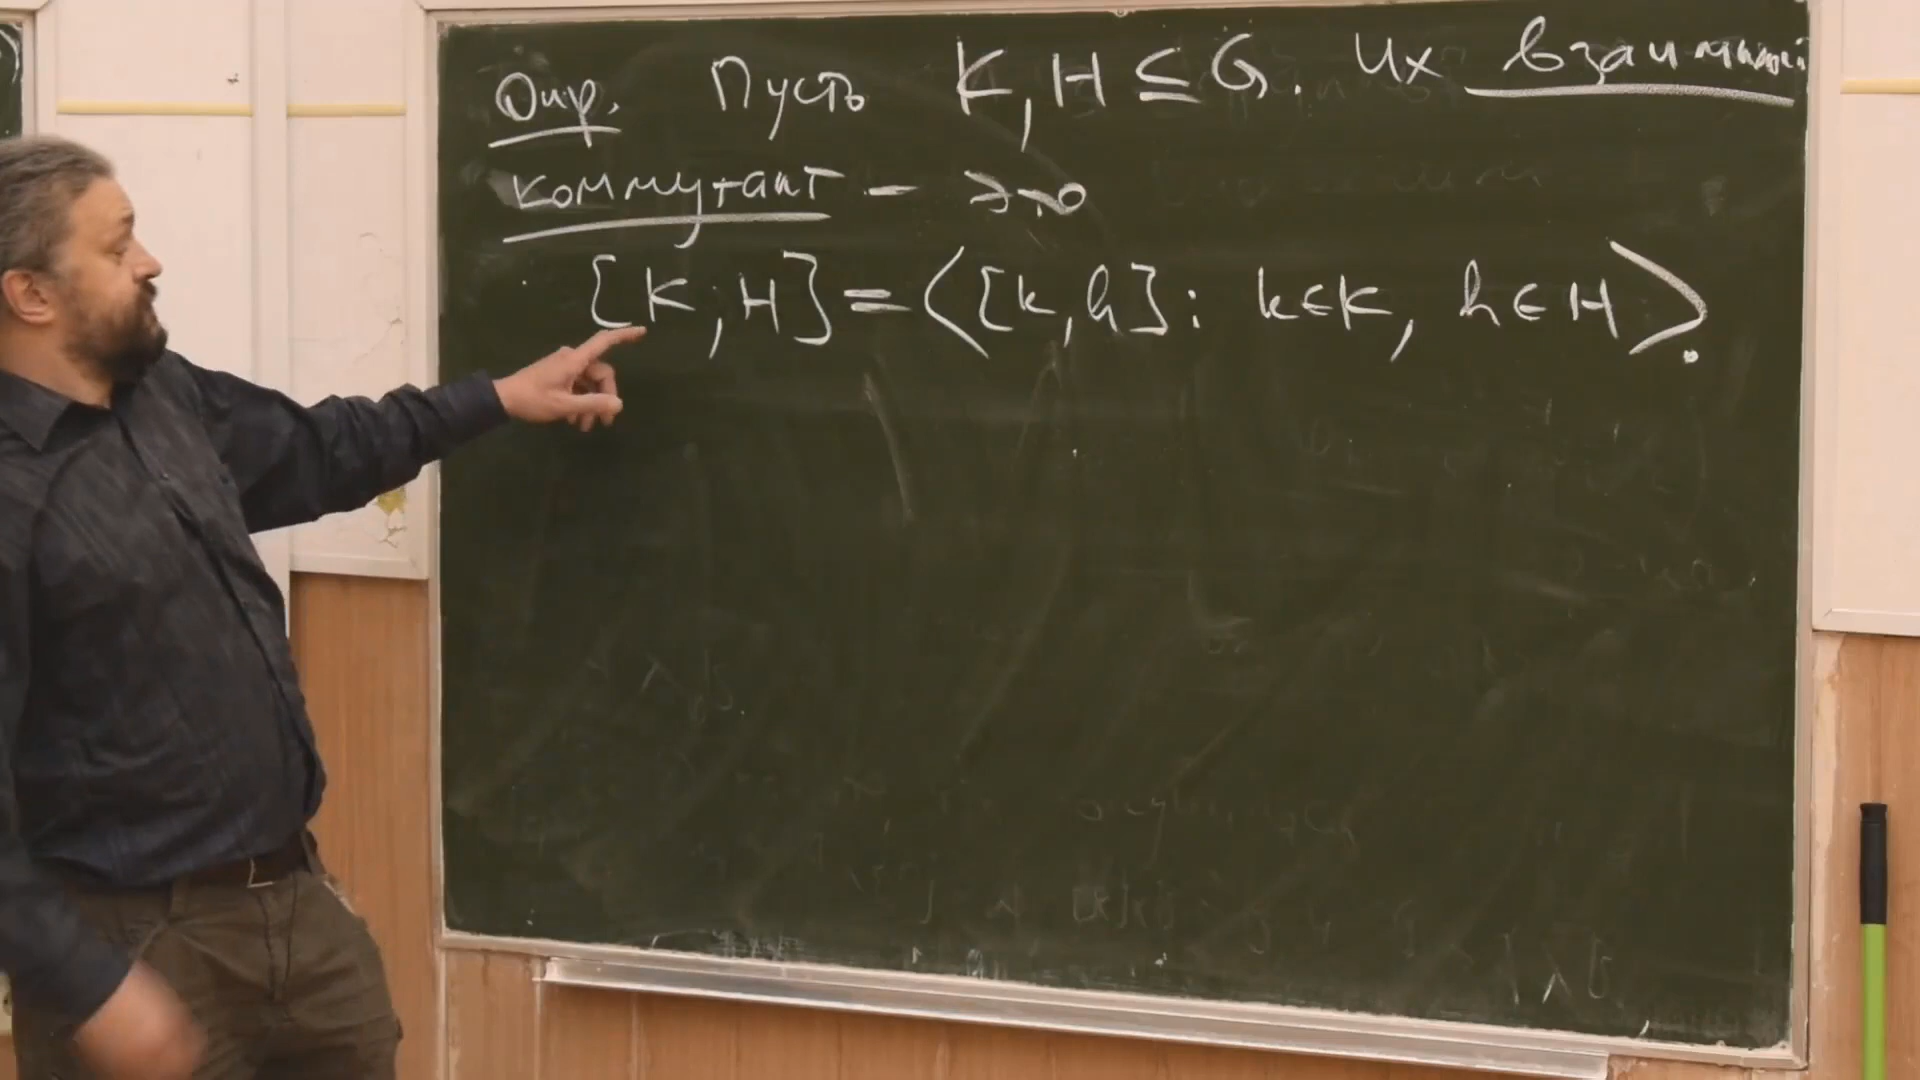 Опр. Пусть K, H ⊆ G. Их взаимный
коммутант – это
[K, H] = ⟨[k, h] : k ∈ K, h ∈ H⟩.